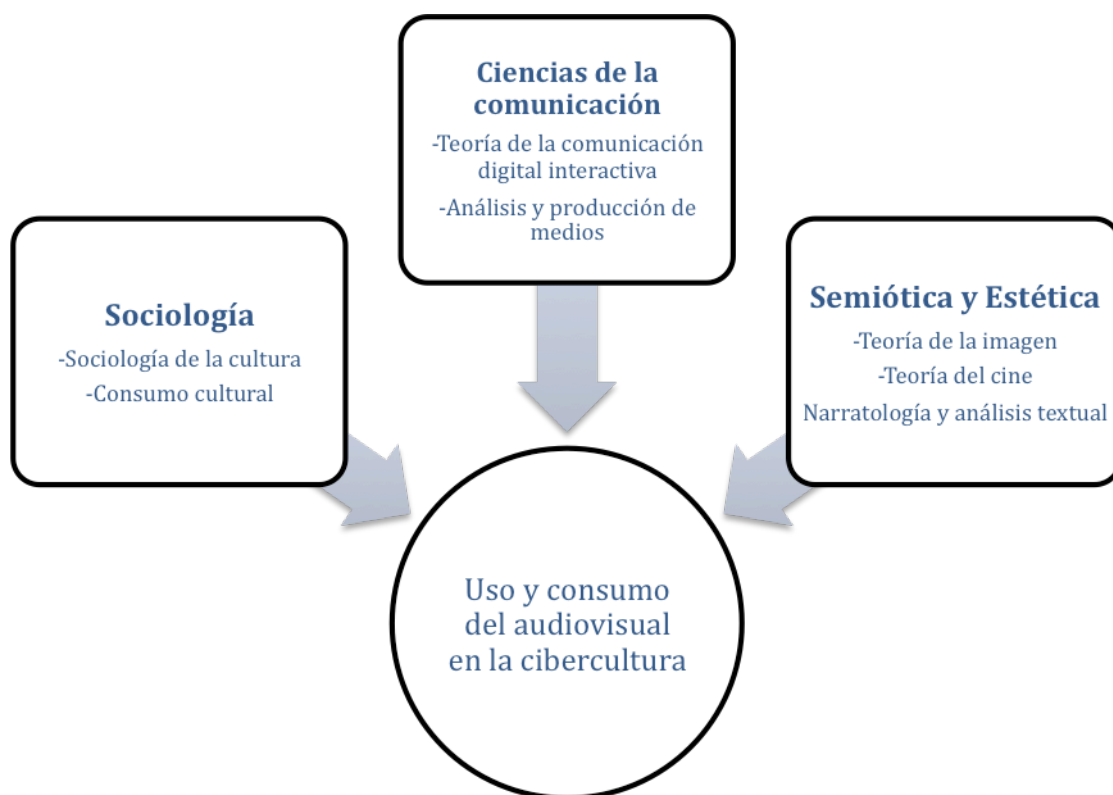 Ciencias de la
comunicación
-Teoría de la comunicación
digital interactiva
-Análisis y producción de
medios
Sociología
-Sociología de la cultura
-Consumo cultural
Semiótica y Estética
-Teoría de la imagen
-Teoría del cine
Narratología y análisis textual
Uso y consumo
del audiovisual
en la cibercultura